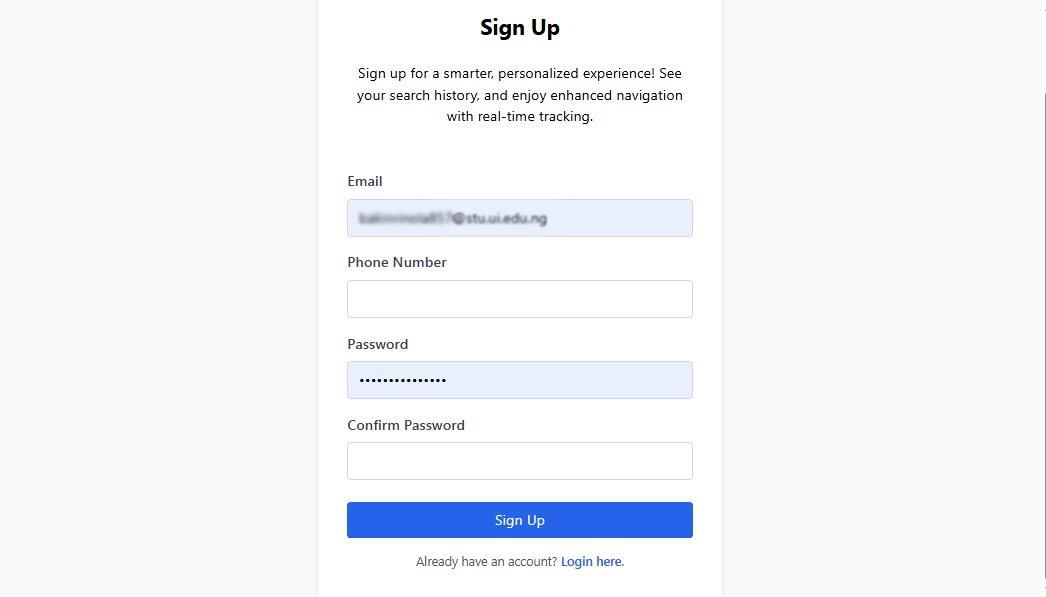 Sign Up
Sign up for a smarter, personalized experience! See
your search history, and enjoy enhanced navigation
with real-time tracking.
Email
@stu.ui.edu.ng
Phone Number
Password
•••••••••••••••
Confirm Password
Sign Up
Already have an account? Login here.